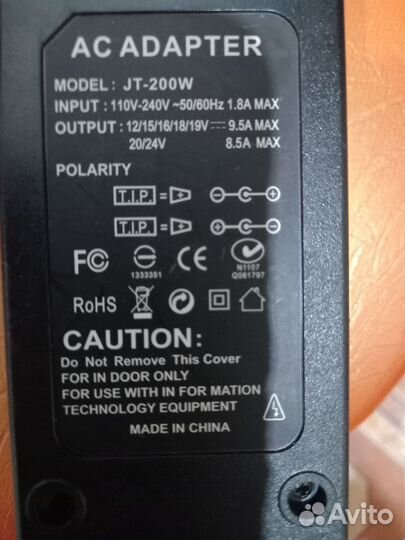 AC ADAPTER
MODEL: JT-200W
INPUT: 110V-240V ~50/60Hz 1.8A MAX
OUTPUT: 12/15/16/18/19V⎓ 9.5A MAX
20/24V 8.5A MAX
POLARITY
T.I.P. =
T.I.P. =
FC S CE N
1333351 N1107
Q061797
RoHS
CAUTION:
Do Not Remove This Cover
FOR IN DOOR ONLY
FOR USE WITH IN FOR MATION
TECHNOLOGY EQUIPMENT
MADE IN CHINA
Avito